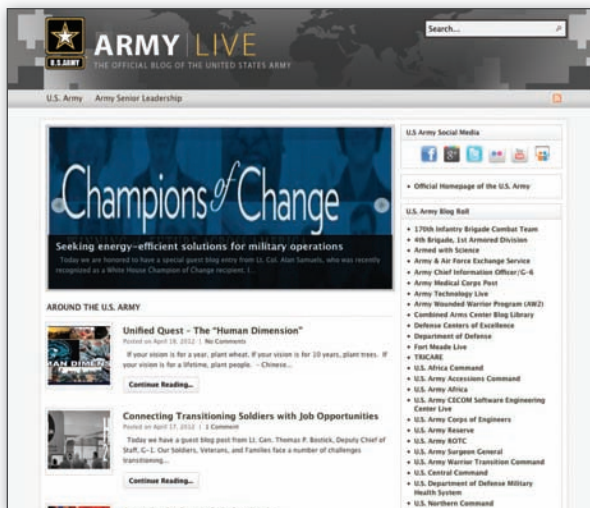 U.S.ARMY
ARMY LIVE
THE OFFICIAL BLOG OF THE UNITED STATES ARMY
Search...
U.S. Army Army Senior Leadership
Champions of Change
Seeking energy-efficient solutions for military operations
Today we are honored to have a special guest blog entry from Lt. Col. Alan Samuels, who was recently
recognized as a White House Champion of Change recipient. I...
AROUND THE U.S. ARMY
Unified Quest – The “Human Dimension”
Posted on April 18, 2012 | No Comments
If your vision is for a year, plant wheat. If your vision is for 10 years, plant trees. If
your vision is for a lifetime, plant people. – Chinese...
Continue Reading...
Connecting Transitioning Soldiers with Job Opportunities
Posted on April 17, 2012 | 1 Comment
Today we have a guest blog post from Lt. Gen. Thomas P. Bostick, Deputy Chief of
Staff, G-1. Our Soldiers, Veterans, and Families face a number of challenges
transitioning...
Continue Reading...
U.S Army Social Media
• Official Homepage of the U.S. Army
U.S. Army Blog Roll
• 170th Infantry Brigade Combat Team
• 4th Brigade, 1st Armored Division
• Armed with Science
• Army & Air Force Exchange Service
• Army Chief Information Officer/G-6
• Army Medical Corps Post
• Army Technology Live
• Army Wounded Warrior Program (AW2)
• Combined Arms Center Blog Library
• Defense Centers of Excellence
• Department of Defense
• Fort Meade Live
• TRICARE
• U.S. Africa Command
• U.S. Army Accessions Command
• U.S. Army Africa
• U.S. Army CECOM Software Engineering
Center Live
• U.S. Army Corps of Engineers
• U.S. Army Reserve
• U.S. Army ROTC
• U.S. Army Surgeon General
• U.S. Army Warrior Transition Command
• U.S. Central Command
• U.S. Department of Defense Military
Health System
• U.S. Northern Command